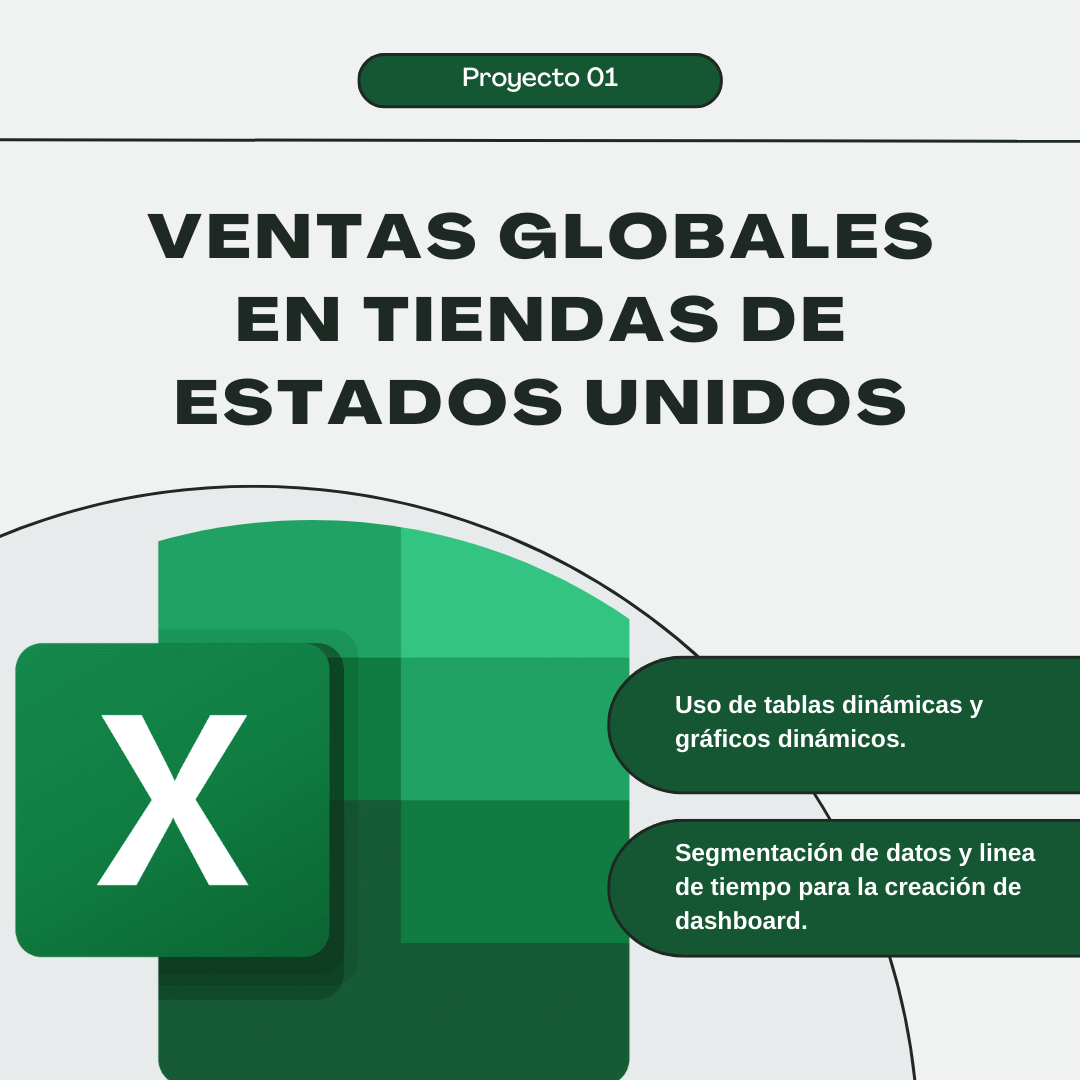 Proyecto 01
VENTAS GLOBALES
EN TIENDAS DE
ESTADOS UNIDOS
X
Uso de tablas dinámicas y
gráficos dinámicos.
Segmentación de datos y linea
de tiempo para la creación de
dashboard.